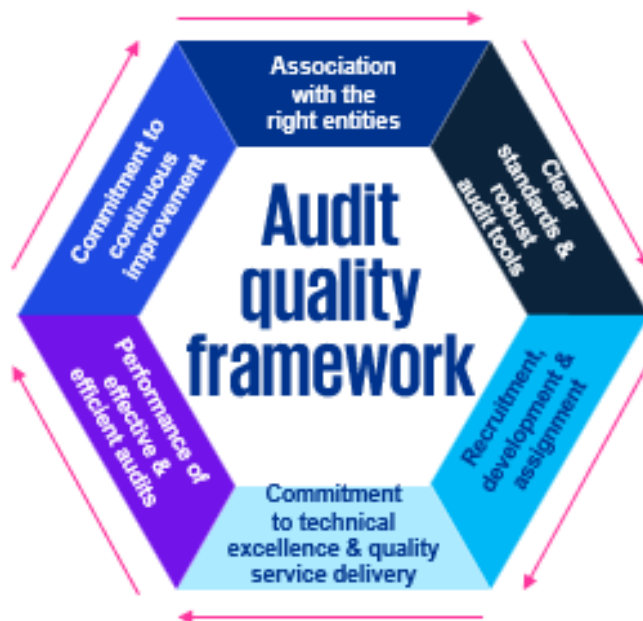 Association
with the
right entities
Clear
standards &
robust
audit tools
Recruitment,
development &
assignment
Commitment
to technical
excellence & quality
service delivery
Performance of
effective &
efficient audits
Commitment to
continuous
improvement
Audit
quality
framework